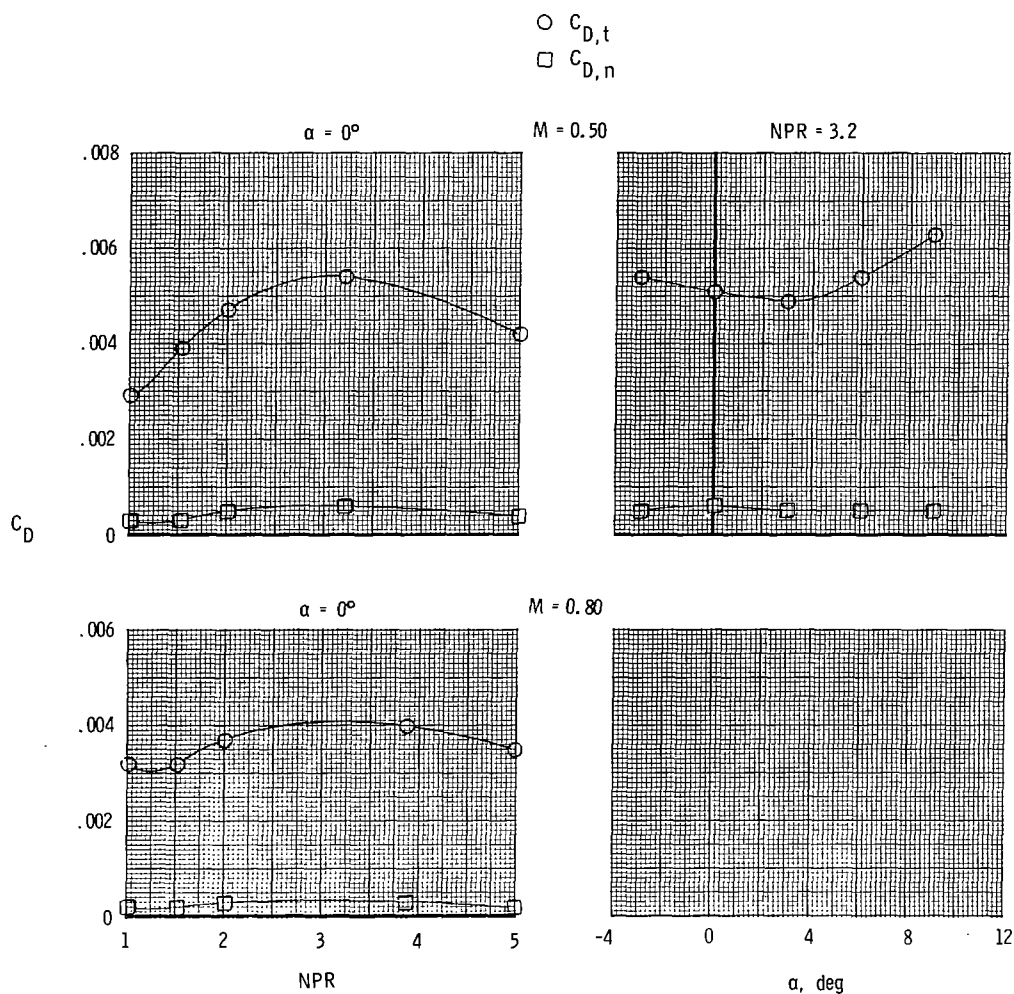 ○ C_D,t
□ C_D,n
α = 0° M = 0.50 NPR = 3.2
.008
.006
.004
.002
C_D
0
α = 0° M = 0.80
.006
.004
.002
0
1 2 3 4 5 -4 0 4 8 12
NPR α, deg